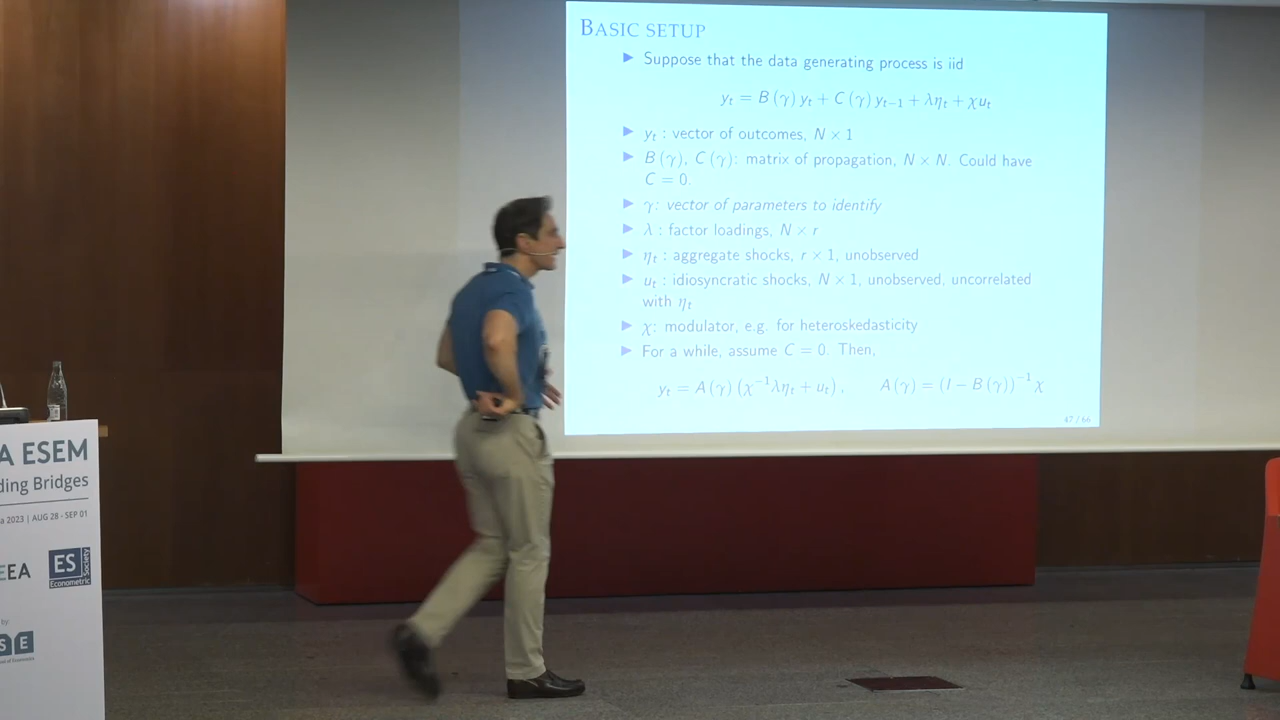 BASIC SETUP
▶ Suppose that the data generating process is iid
y_t = B (γ) y_t + C (γ) y_{t−1} + λη_t + χu_t
▶ y_t : vector of outcomes, N × 1
▶ B (γ), C (γ): matrix of propagation, N × N. Could have
C = 0.
▶ γ: vector of parameters to identify
▶ λ : factor loadings, N × r
▶ η_t : aggregate shocks, r × 1, unobserved
▶ u_t : idiosyncratic shocks, N × 1, unobserved, uncorrelated
with η_t
▶ χ: modulator, e.g. for heteroskedasticity
▶ For a while, assume C = 0. Then,
y_t = A (γ) (χ^{−1}λη_t + u_t) , A (γ) = (I − B (γ))^{−1} χ
47 / 66
A ESEM
ding Bridges
a 2023 | AUG 28 - SEP 01
EEA
ES
Econometric
Society
by:
S E